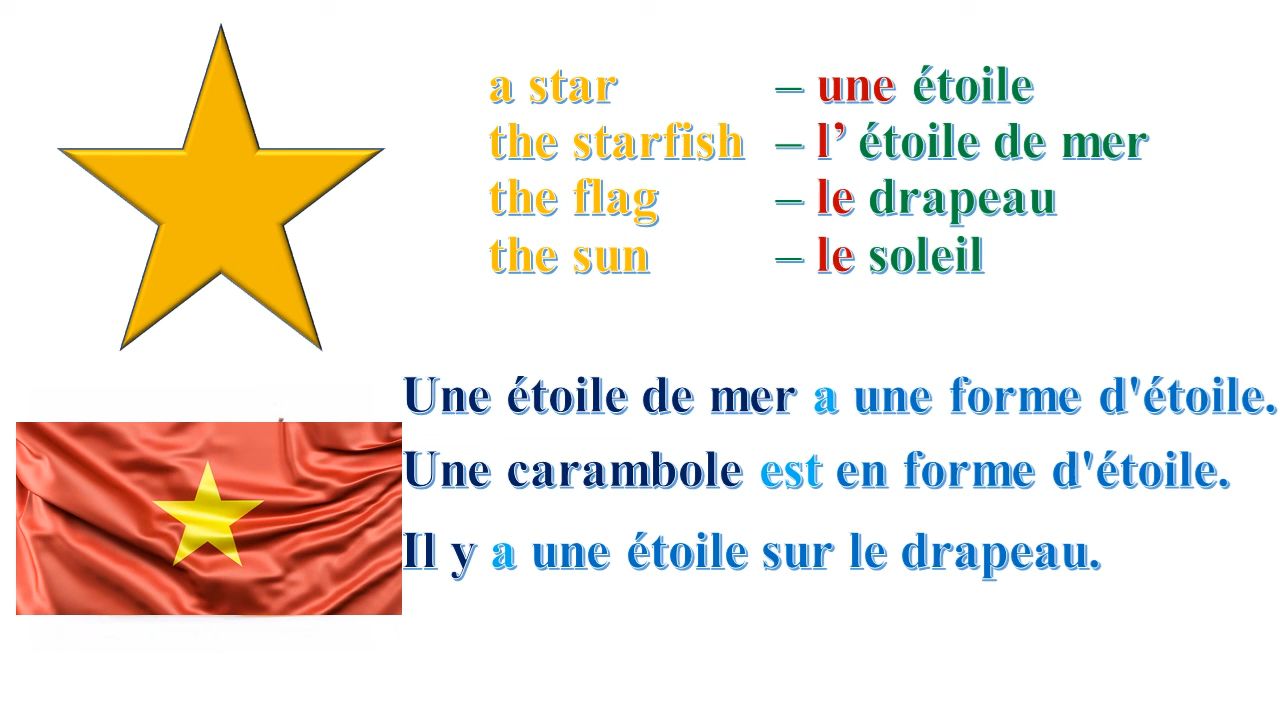 a star – une étoile
the starfish – l’ étoile de mer
the flag – le drapeau
the sun – le soleil
Une étoile de mer a une forme d'étoile.
Une carambole est en forme d'étoile.
Il y a une étoile sur le drapeau.